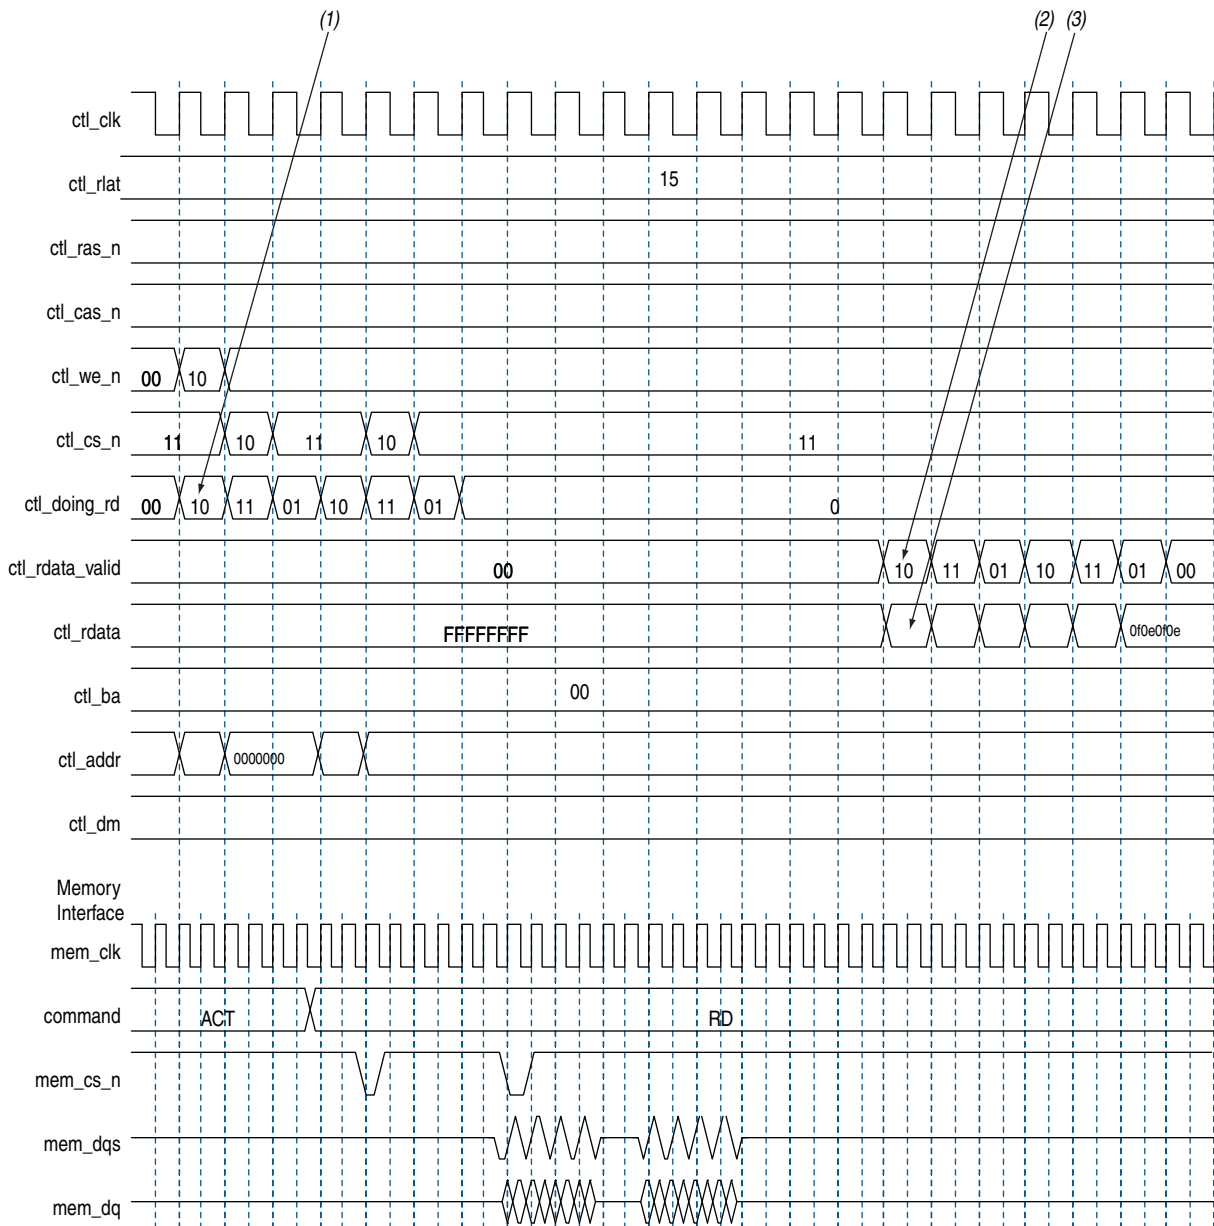 (1) (2) (3)
ctl_clk
ctl_rlat 15
ctl_ras_n
ctl_cas_n
ctl_we_n 00 10
ctl_cs_n 11 10 11 10 11
ctl_doing_rd 00 10 11 01 10 11 01 0
ctl_rdata_valid 00 10 11 01 10 11 01 00
ctl_rdata FFFFFFFF 0f0e0f0e
ctl_ba 00
ctl_addr 0000000
ctl_dm
Memory
Interface
mem_clk
command ACT RD
mem_cs_n
mem_dqs
mem_dq